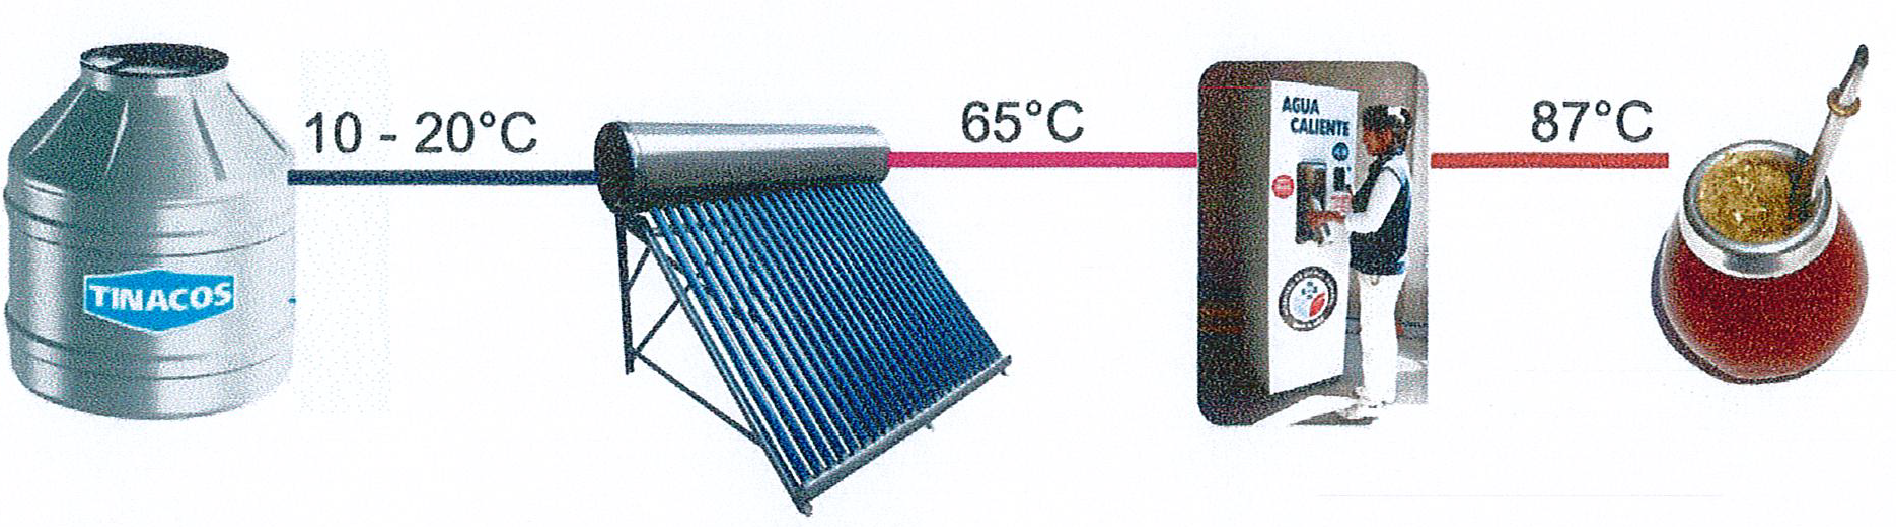 TINACOS
10 - 20°C
65°C
AGUA
CALIENTE
87°C